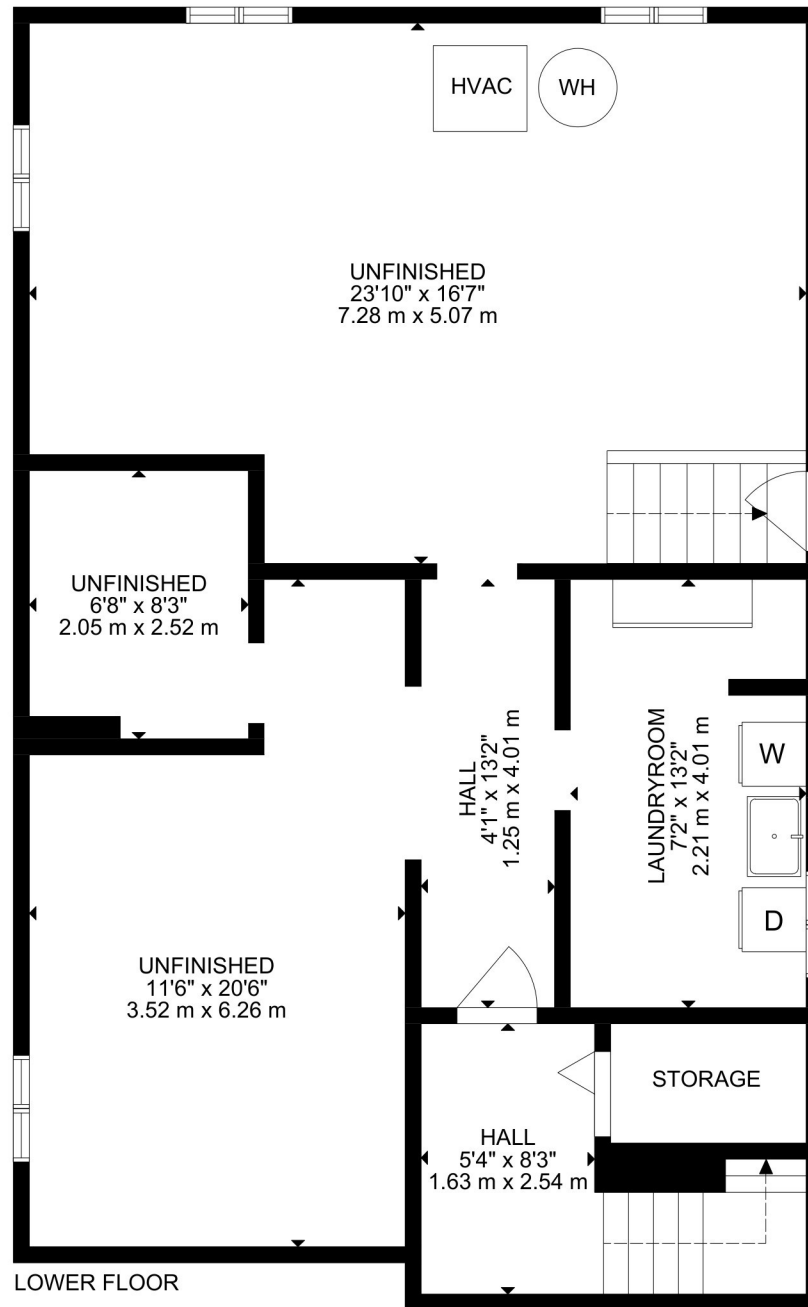 HVAC
WH
UNFINISHED
23'10" x 16'7"
7.28 m x 5.07 m
UNFINISHED
6'8" x 8'3"
2.05 m x 2.52 m
HALL
4'1" x 13'2"
1.25 m x 4.01 m
LAUNDRYROOM
7'2" x 13'2"
2.21 m x 4.01 m
W
D
UNFINISHED
11'6" x 20'6"
3.52 m x 6.26 m
STORAGE
HALL
5'4" x 8'3"
1.63 m x 2.54 m
LOWER FLOOR